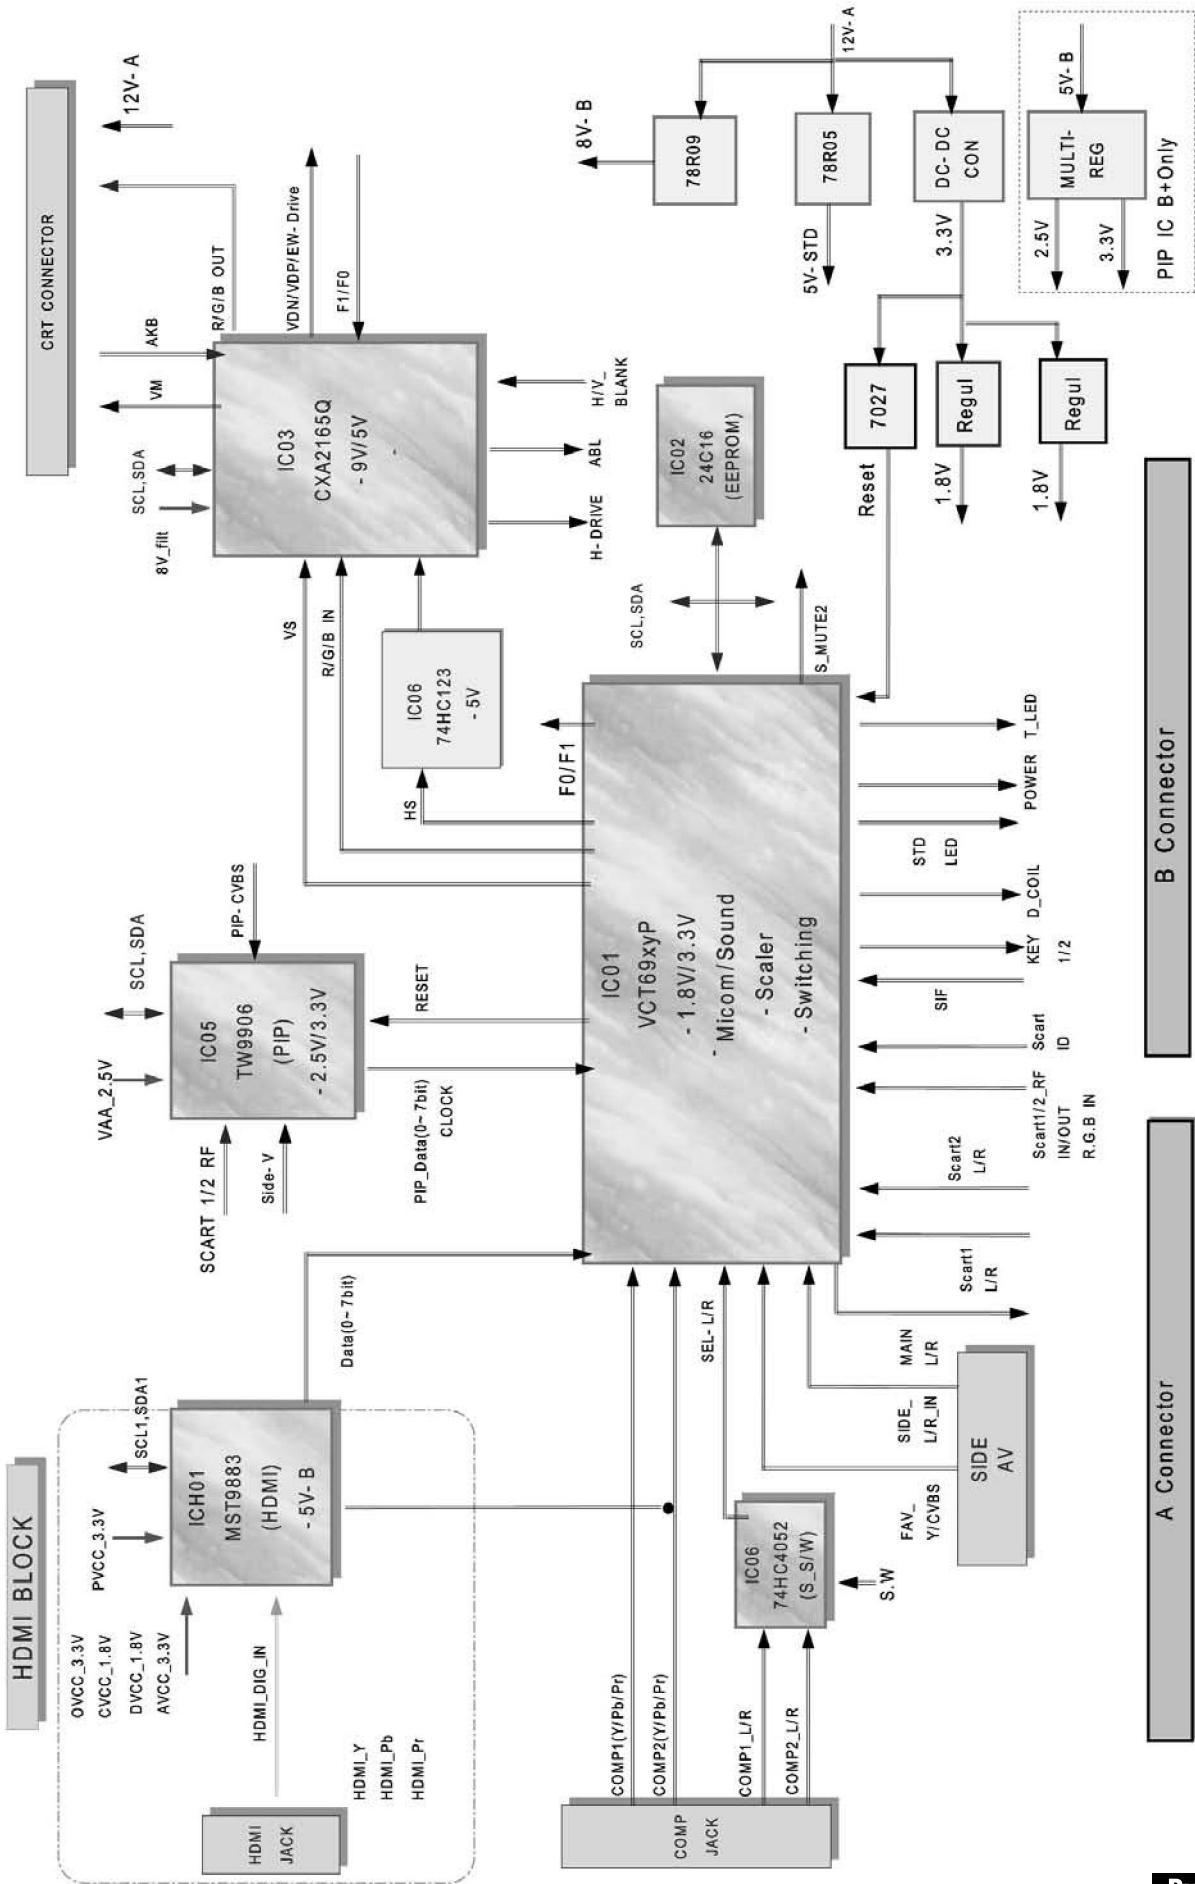 HDMI BLOCK
OVCC_3.3V
CVCC_1.8V
DVCC_1.8V
AVCC_3.3V
PVCC_3.3V
SCL1,SDA1
ICH01
MST9883
(HDMI)
- 5V- B
HDMI_DIG_IN
HDMI
JACK
HDMI_Y
HDMI_Pb
HDMI_Pr
Data(0~ 7bit)
VAA_2.5V
SCL,SDA
SCART 1/2 RF
Side- V
IC05
TW9906
(PIP)
- 2.5V/3.3V
PIP- CVBS
PIP_Data(0~ 7bit)
CLOCK
RESET
CRT CONNECTOR
12V- A
8V_filt
SCL,SDA
VM
AKB
R/G/B OUT
IC03
CXA2165Q
- 9V/5V
-
VDN/VDP/EW- Drive
F1/F0
H- DRIVE
ABL
H/V_
BLANK
VS
R/G/B IN
HS
IC06
74HC123
- 5V
F0/F1
COMP
JACK
COMP1(Y/Pb/Pr)
COMP2(Y/Pb/Pr)
COMP1_L/R
COMP2_L/R
IC06
74HC4052
(S_S/W)
S.W
SEL- L/R
IC01
VCT69xyP
- 1.8V/3.3V
- Micom/Sound
- Scaler
- Switching
SCL,SDA
IC02
24C16
(EEPROM)
S_MUTE2
FAV_
Y/CVBS
SIDE_
L/R_IN
MAIN
L/R
SIDE
AV
Scart1
L/R
Scart2
L/R
Scart1/2_RF
IN/OUT
R.G.B IN
Scart
ID
SIF
KEY
1/2
D_COIL
STD
LED
POWER
T_LED
8V- B
78R09
12V- A
5V- STD
78R05
DC- DC
CON
3.3V
Reset
7027
1.8V
Regul
1.8V
Regul
5V- B
MULTI-
REG
2.5V
3.3V
PIP IC B+Only
A Connector
B Connector